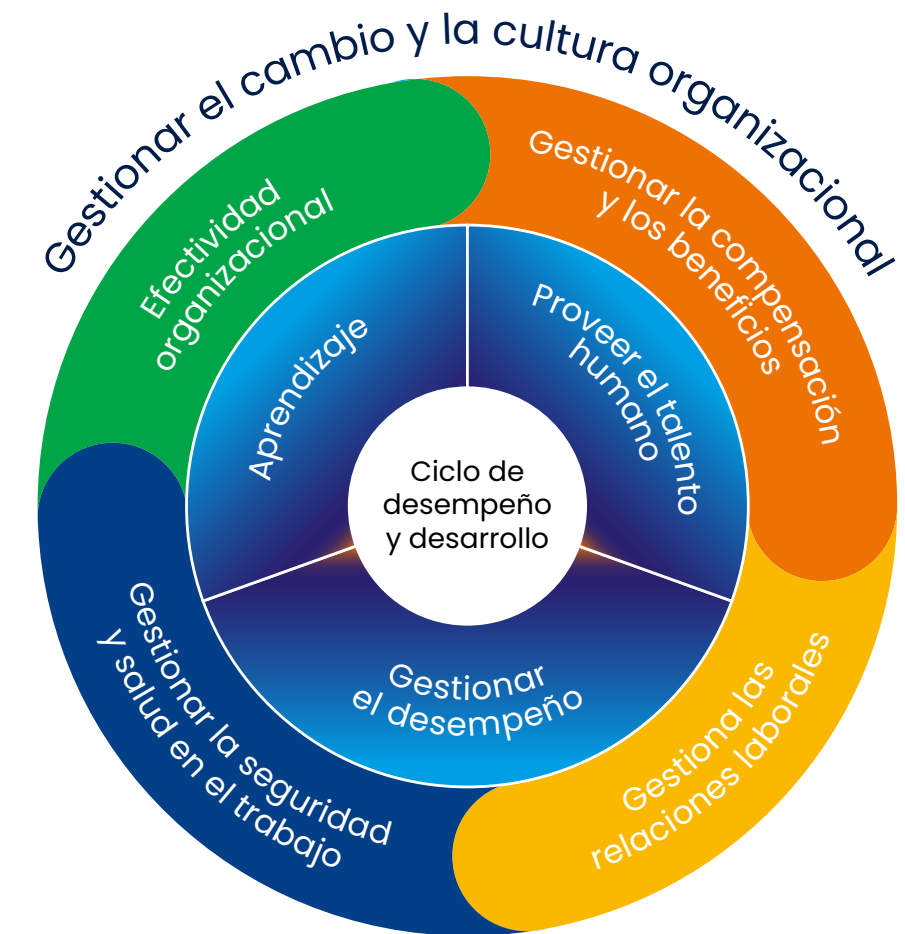 Gestionar el cambio y la cultura organizacional
Efectividad
organizacional
Gestionar la compensación
y los beneficios
Aprendizaje
Proveer el talento
humano
Ciclo de
desempeño
y desarrollo
Gestionar
el desempeño
Gestionar la seguridad
y salud en el trabajo
Gestiona las
relaciones laborales